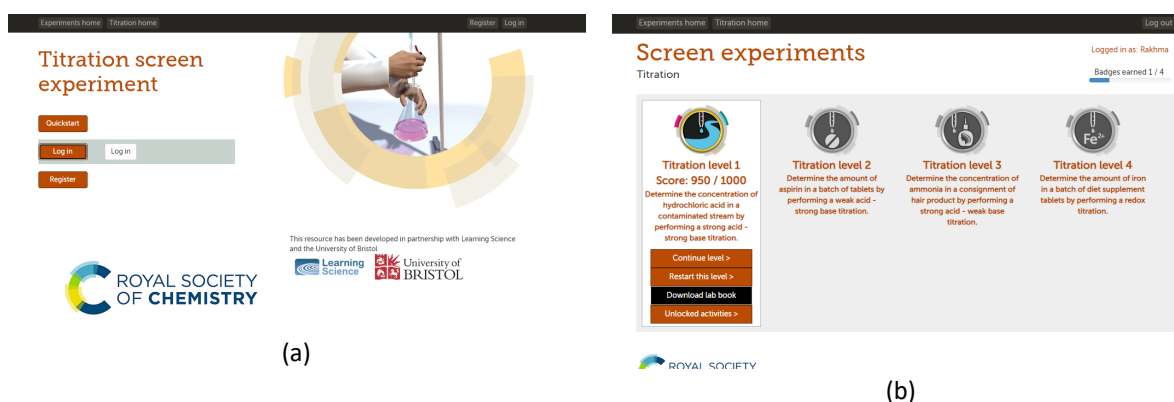 Experiments home Titration home Register Log in
Titration screen
experiment
Quickstart
Log in Log in
Register
This resource has been developed in partnership with Learning Science
and the University of Bristol
Learning
Science
University of
BRISTOL
ROYAL SOCIETY
OF CHEMISTRY
(a)
Experiments home Titration home Log out
Screen experiments
Titration
Logged in as: Rakhma
Badges earned 1 / 4
Titration level 1
Score: 950 / 1000
Determine the concentration of
hydrochloric acid in a
contaminated stream by
performing a strong acid -
strong base titration.
Continue level >
Restart this level >
Download lab book
Unlocked activities >
Titration level 2
Determine the amount of
aspirin in a batch of tablets by
performing a weak acid -
strong base titration.
Titration level 3
Determine the concentration of
ammonia in a consignment of
hair product by performing a
strong acid - weak base
titration.
Fe2+
Titration level 4
Determine the amount of iron
in a batch of diet supplement
tablets by performing a redox
titration.
ROYAL SOCIETY
(b)